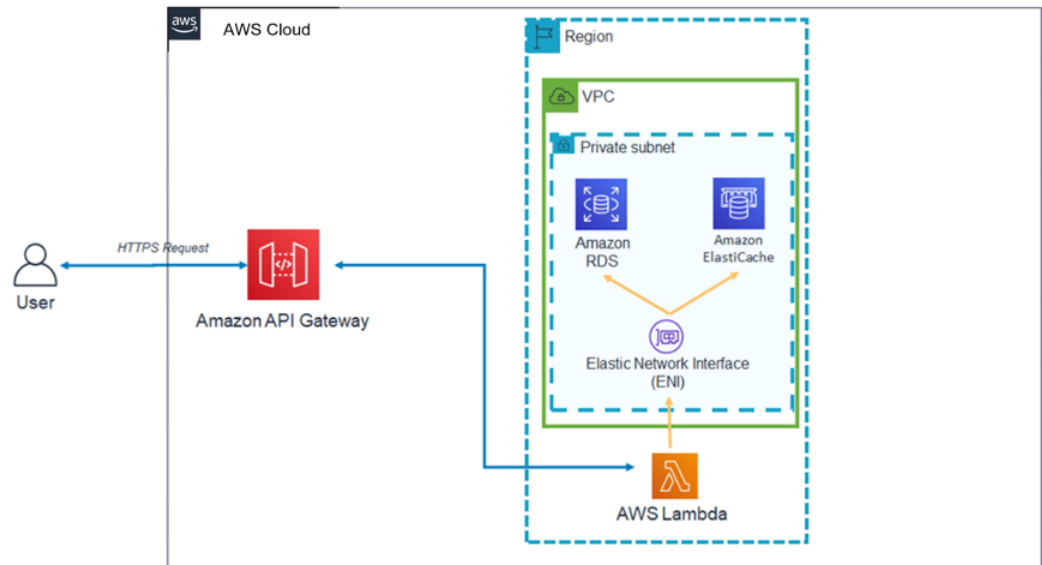 aws
AWS Cloud
Region
VPC
Private subnet
Amazon
RDS
Amazon
ElastiCache
HTTPS Request
User
Amazon API Gateway
Elastic Network Interface
(ENI)
AWS Lambda